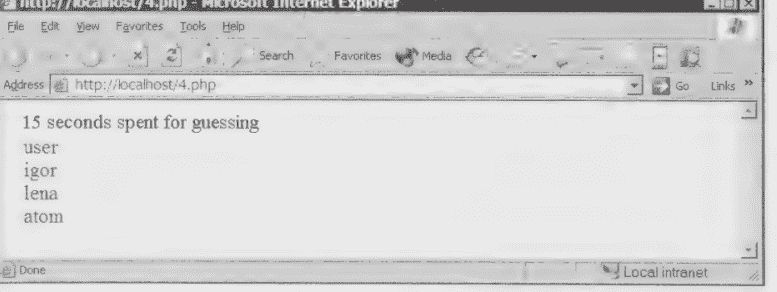 http://localhost/4.php - Microsoft Internet Explorer
File Edit View Favorites Tools Help
Search Favorites Media
Address http://localhost/4.php Go Links »
15 seconds spent for guessing
user
igor
lena
atom
Done Local intranet